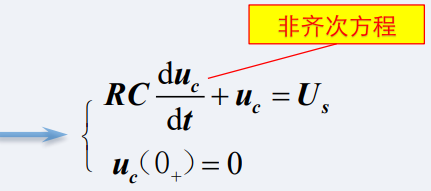 非齐次方程
RC du_c/dt + u_c = U_s
u_c(0_+) = 0